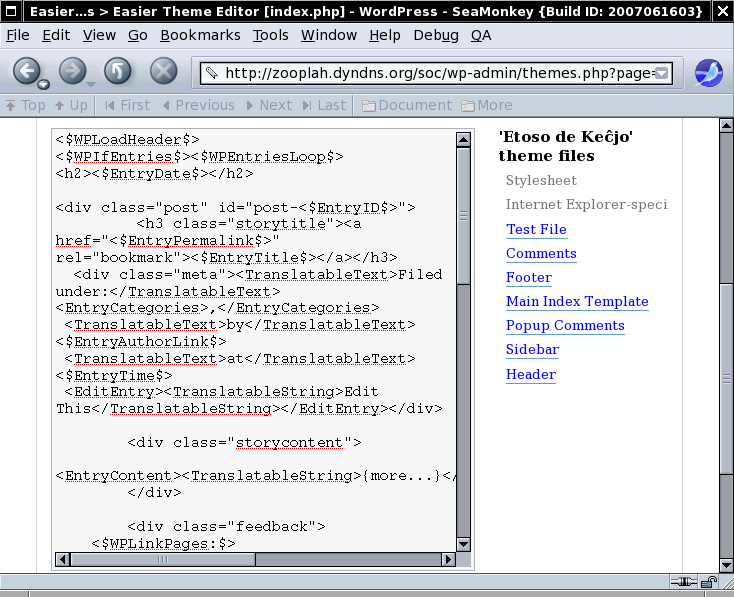 Easier...s > Easier Theme Editor [index.php] - WordPress - SeaMonkey {Build ID: 2007061603}
File Edit View Go Bookmarks Tools Window Help Debug QA
http://zooplah.dyndns.org/soc/wp-admin/themes.php?page=
Top Up First Previous Next Last Document More
<$WPLoadHeader$>
<$WPIfEntries$><$WPEntriesLoop$>
<h2><$EntryDate$></h2>
<div class="post" id="post-<$EntryID$>">
<h3 class="storytitle"><a
href="<$EntryPermalink$>"
rel="bookmark"><$EntryTitle$></a></h3>
<div class="meta"><TranslatableText>Filed
under:</TranslatableText>
<EntryCategories>,</EntryCategories>
<TranslatableText>by</TranslatableText>
<$EntryAuthorLink$>
<TranslatableText>at</TranslatableText>
<$EntryTime$>
<EditEntry><TranslatableString>Edit
This</TranslatableString></EditEntry></div>
<div class="storycontent">
<EntryContent><TranslatableString>{more...}</
</div>
<div class="feedback">
<$WPLinkPages:$>
'Etoso de Keĉjo'
theme files
Stylesheet
Internet Explorer-speci
Test File
Comments
Footer
Main Index Template
Popup Comments
Sidebar
Header